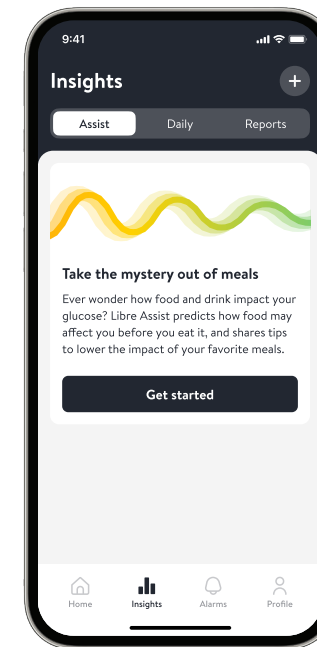 9:41
Insights
Assist Daily Reports
Take the mystery out of meals
Ever wonder how food and drink impact your
glucose? Libre Assist predicts how food may
affect you before you eat it, and shares tips
to lower the impact of your favorite meals.
Get started
Home Insights Alarms Profile